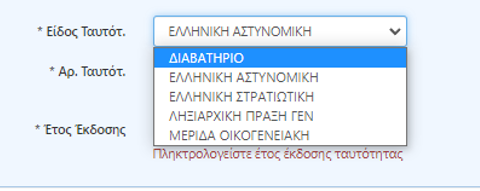 * Είδος Ταυτότ. ΕΛΛΗΝΙΚΗ ΑΣΤΥΝΟΜΙΚΗ
ΔΙΑΒΑΤΗΡΙΟ
* Αρ. Ταυτότ. ΕΛΛΗΝΙΚΗ ΑΣΤΥΝΟΜΙΚΗ
ΕΛΛΗΝΙΚΗ ΣΤΡΑΤΙΩΤΙΚΗ
ΛΗΞΙΑΡΧΙΚΗ ΠΡΑΞΗ ΓΕΝ
* Έτος Έκδοσης ΜΕΡΙΔΑ ΟΙΚΟΓΕΝΕΙΑΚΗ
Πληκτρολογείστε έτος έκδοσης ταυτότητας